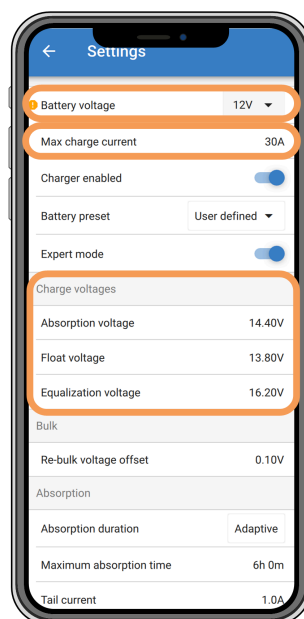 Settings
Battery voltage 12V
Max charge current 30A
Charger enabled
Battery preset User defined
Expert mode
Charge voltages
Absorption voltage 14.40V
Float voltage 13.80V
Equalization voltage 16.20V
Bulk
Re-bulk voltage offset 0.10V
Absorption
Absorption duration Adaptive
Maximum absorption time 6h 0m
Tail current 1.0A